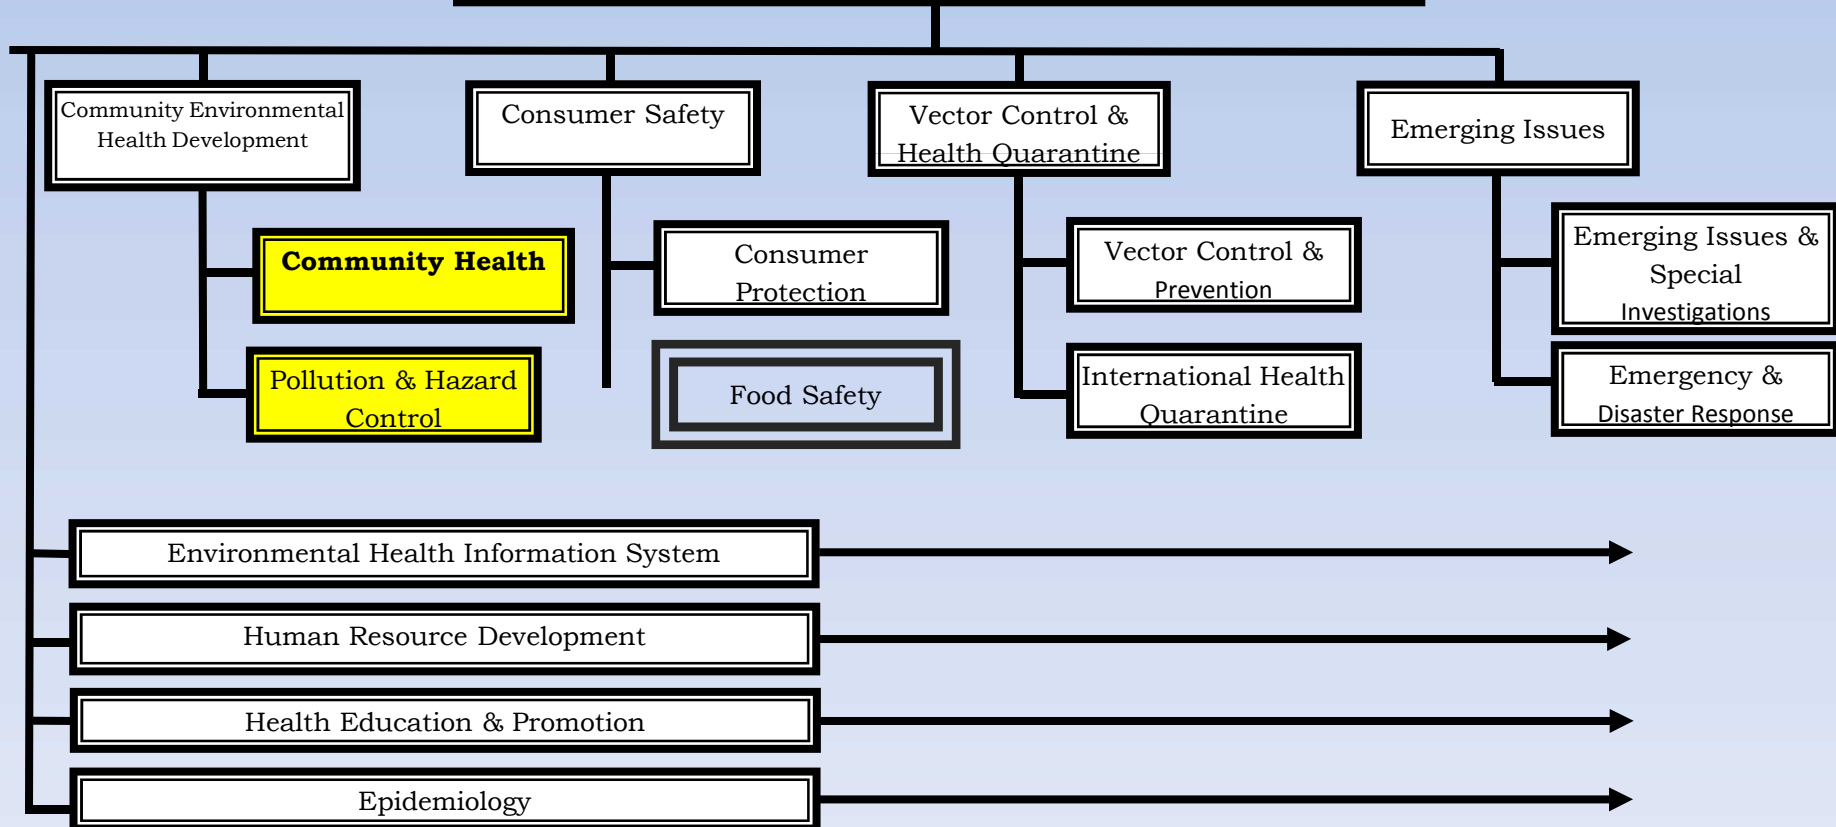 Community Environmental
Health Development
Consumer Safety
Vector Control &
Health Quarantine
Emerging Issues
Community Health
Consumer
Protection
Vector Control &
Prevention
Emerging Issues &
Special
Investigations
Pollution & Hazard
Control
Food Safety
International Health
Quarantine
Emergency &
Disaster Response
Environmental Health Information System
Human Resource Development
Health Education & Promotion
Epidemiology